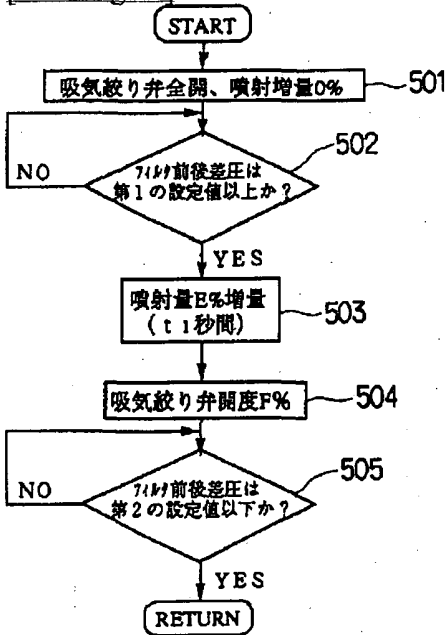 START
吸気絞り弁全開、噴射増量0%
501
502
NO
フィルタ前後差圧は
第1の設定値以上か?
YES
噴射量E%増量
(t1秒間)
503
吸気絞り弁開度F%
504
505
NO
フィルタ前後差圧は
第2の設定値以下か?
YES
RETURN